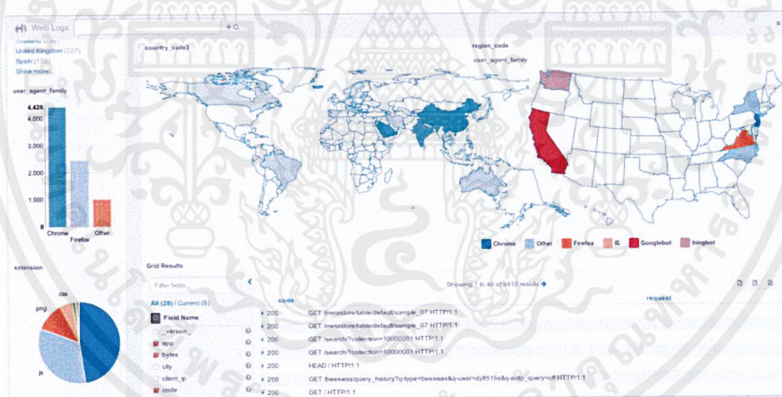 Web Logs
United Kingdom (227)
Spain (105)
Show more...
user_agent_family
4,426
4,000
3,000
2,000
1,000
0
Chrome
Firefox
Other
extension
css
png
js
country_code3
region_code
user_agent_family
Chrome
Other
Firefox
IE
Googlebot
bingbot
Grid Results
Filter fields
Showing 1 to 40 of 9410 results
All (29) / Current (5)
Field Name
_version_
app
bytes
city
client_ip
code
code
request
200 GET /metastore/table/default/sample_07 HTTP/1.1
200 GET /metastore/table/default/sample_07 HTTP/1.1
200 GET /search/?collection=10000001 HTTP/1.1
200 GET /search/?collection=10000001 HTTP/1.1
200 HEAD / HTTP/1.1
200 GET /beeswax/query_history?q-type=beeswax&q-user=dyf516s&q-auto_query=off HTTP/1.1
200 GET / HTTP/1.1